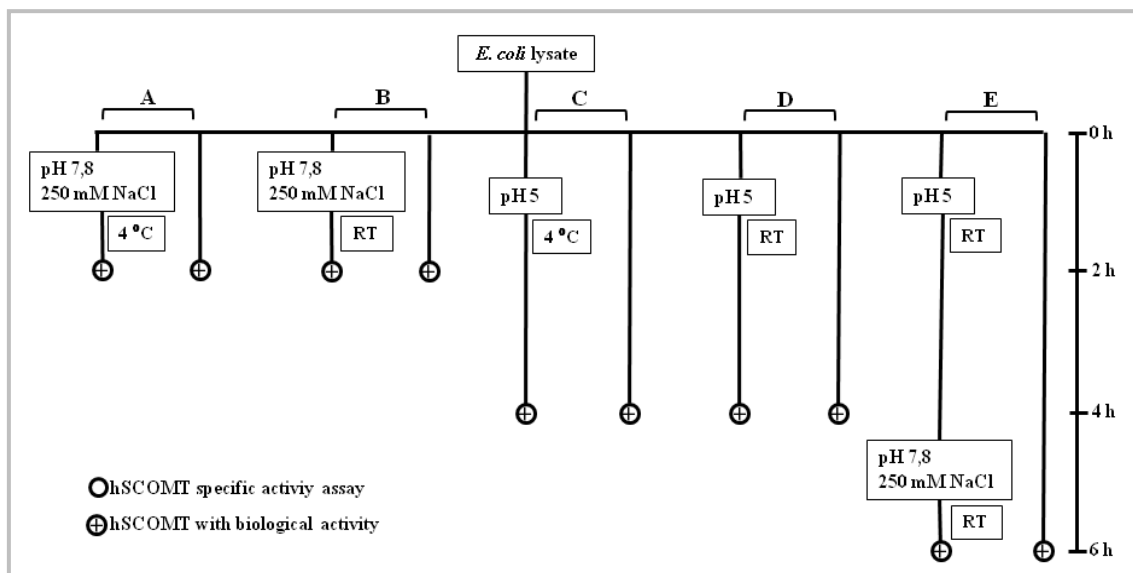 E. coli lysate
A
B
C
D
E
0 h
pH 7,8
250 mM NaCl
4 ⁰C
pH 7,8
250 mM NaCl
RT
pH 5
4 ⁰C
pH 5
RT
pH 5
RT
2 h
4 h
pH 7,8
250 mM NaCl
RT
hSCOMT specific activiy assay
hSCOMT with biological activity
6 h